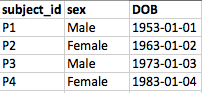 subject_id sex DOB
P1 Male 1953-01-01
P2 Female 1963-01-02
P3 Male 1973-01-03
P4 Female 1983-01-04